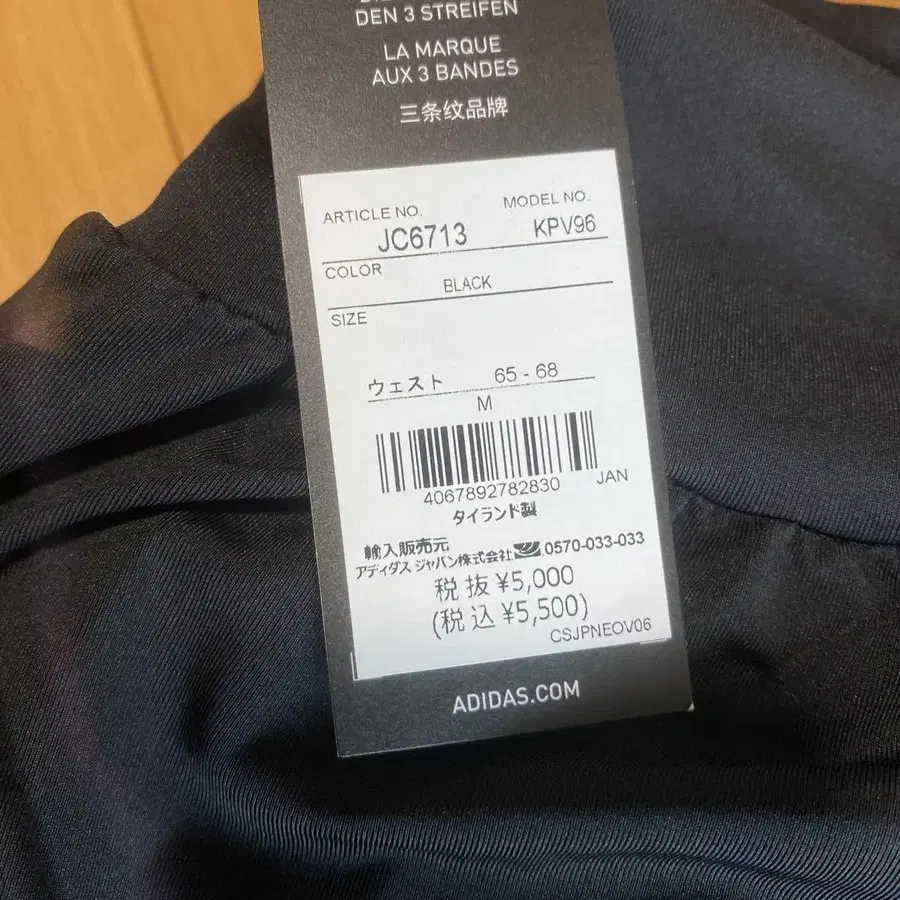 DEN 3 STREIFEN
LA MARQUE
AUX 3 BANDES
三条纹品牌
ARTICLE NO. MODEL NO.
JC6713 KPV96
COLOR
BLACK
SIZE
ウェスト 65 - 68
M
4067892782830 JAN
タイランド製
輸入販売元
アディダス ジャパン株式会社 0570-033-033
税抜 ¥5,000
(税込 ¥5,500)
CSJPNEOV06
ADIDAS.COM